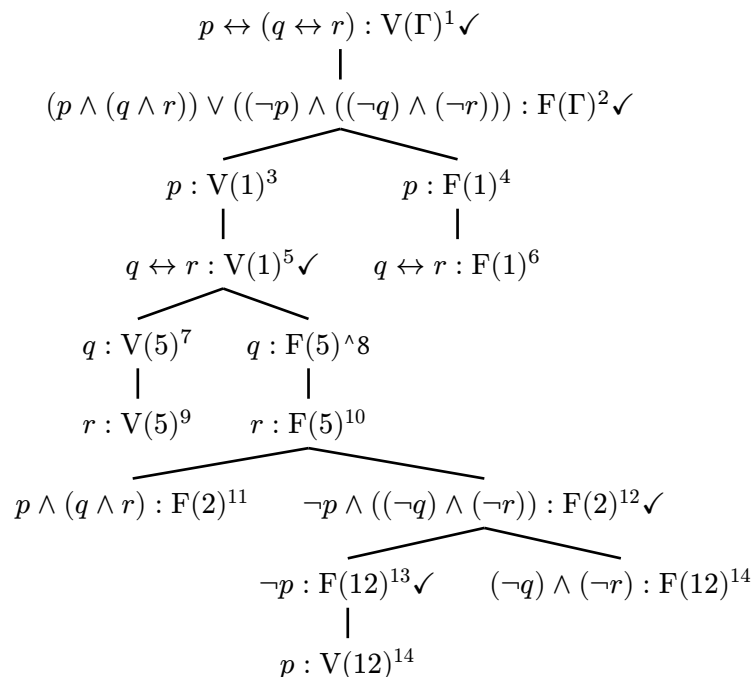 p ↔ (q ↔ r) : V(Γ)¹✓
(p ∧ (q ∧ r)) ∨ ((¬p) ∧ ((¬q) ∧ (¬r))) : F(Γ)²✓
p : V(1)³ p : F(1)⁴
q ↔ r : V(1)⁵✓ q ↔ r : F(1)⁶
q : V(5)⁷ q : F(5)^8
r : V(5)⁹ r : F(5)¹⁰
p ∧ (q ∧ r) : F(2)¹¹ ¬p ∧ ((¬q) ∧ (¬r)) : F(2)¹²✓
¬p : F(12)¹³✓ (¬q) ∧ (¬r) : F(12)¹⁴
p : V(12)¹⁴